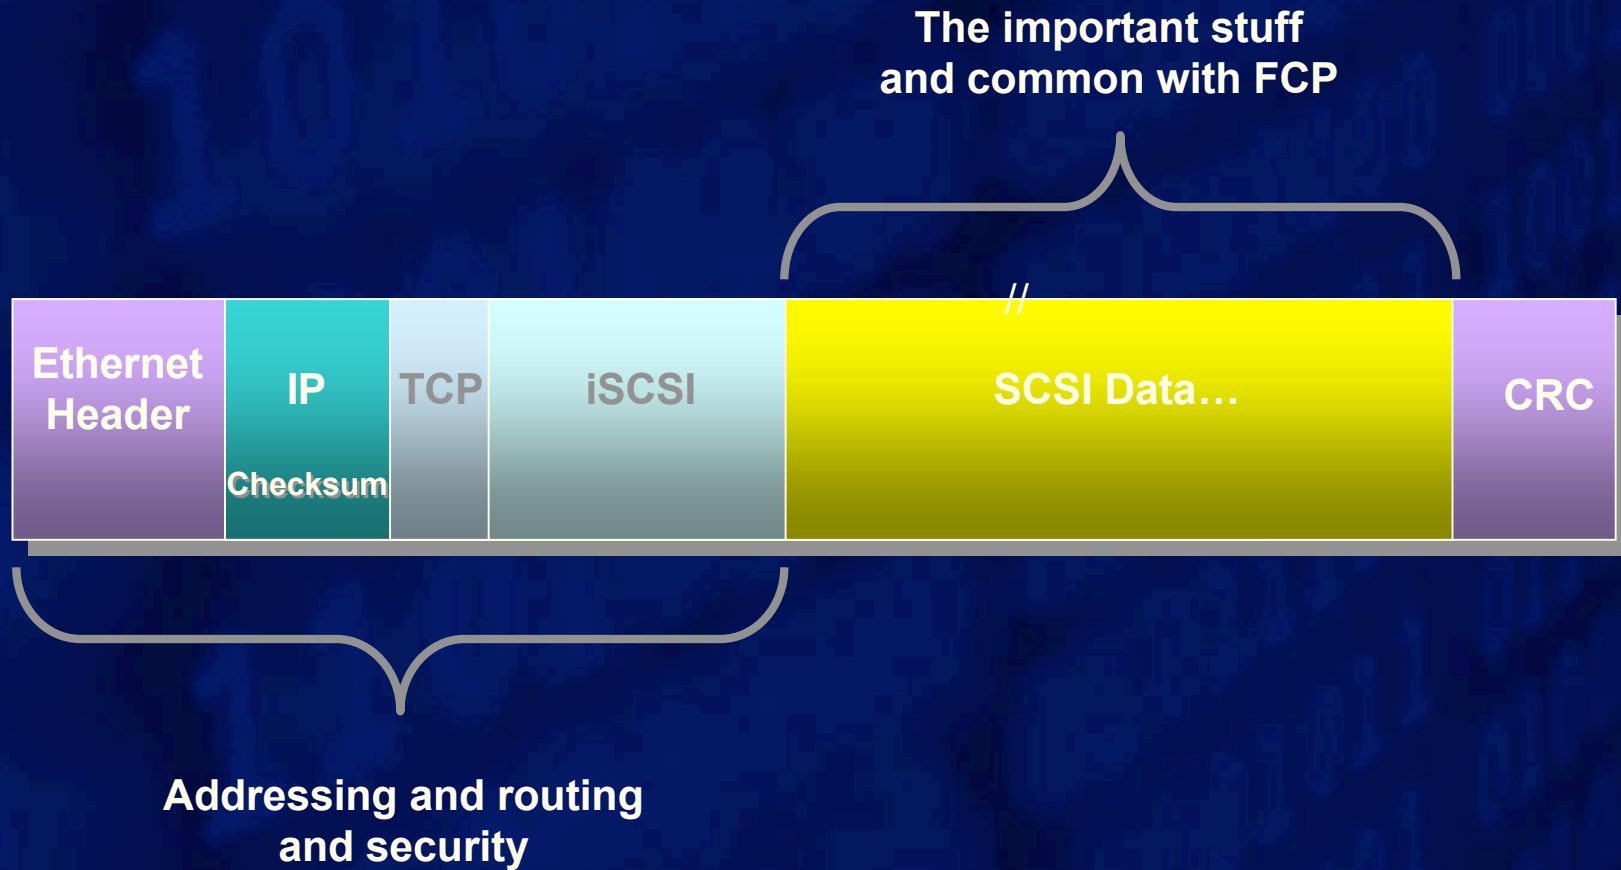 The important stuff
and common with FCP
//
Ethernet
Header
IP
Checksum
TCP
iSCSI
SCSI Data…
CRC
Addressing and routing
and security